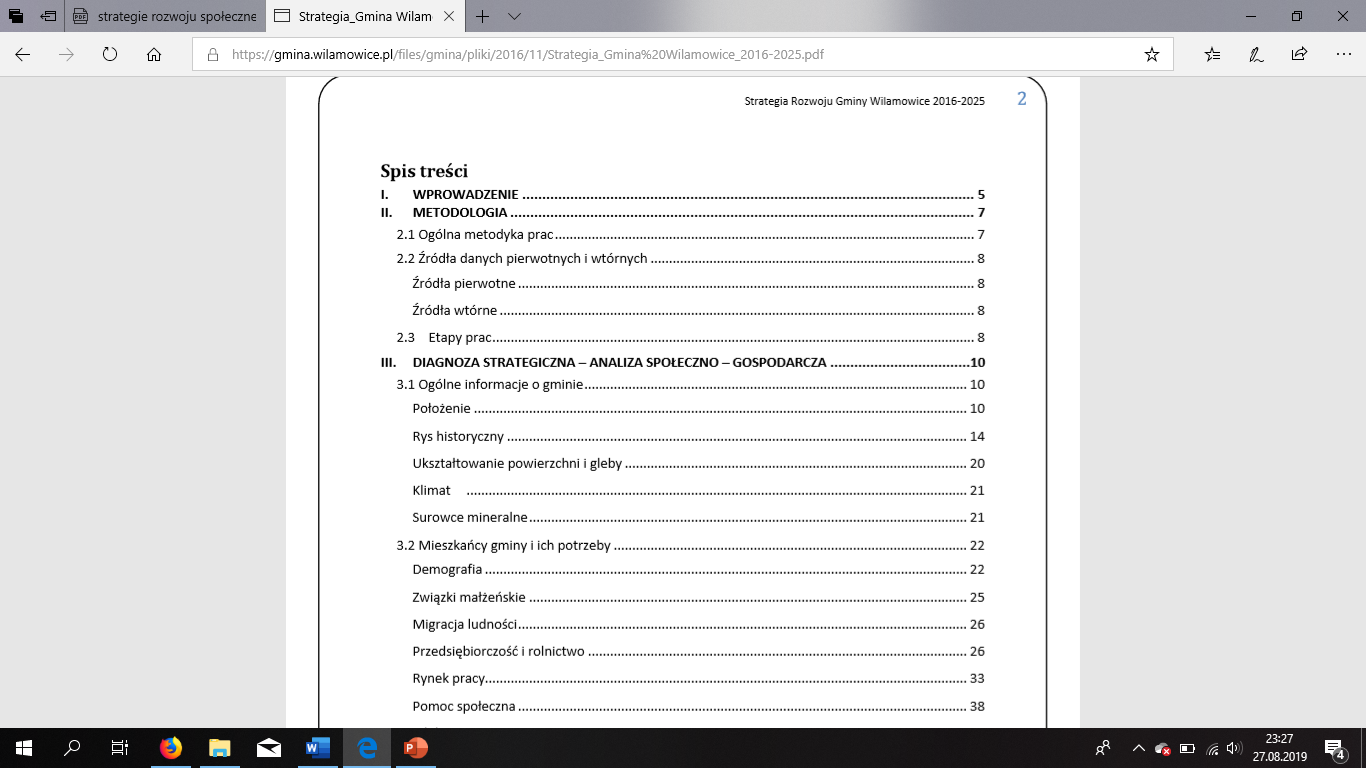 strategie rozwoju społeczne
Strategia_Gmina Wilam
https://gmina.wilamowice.pl/files/gmina/pliki/2016/11/Strategia_Gmina%20Wilamowice_2016-2025.pdf
Strategia Rozwoju Gminy Wilamowice 2016-2025 2
Spis treści
I. WPROWADZENIE ........ 5
II. METODOLOGIA ........ 7
2.1 Ogólna metodyka prac ........ 7
2.2 Źródła danych pierwotnych i wtórnych ........ 8
Źródła pierwotne ........ 8
Źródła wtórne ........ 8
2.3 Etapy prac ........ 8
III. DIAGNOZA STRATEGICZNA – ANALIZA SPOŁECZNO – GOSPODARCZA ........ 10
3.1 Ogólne informacje o gminie ........ 10
Położenie ........ 10
Rys historyczny ........ 14
Ukształtowanie powierzchni i gleby ........ 20
Klimat ........ 21
Surowce mineralne ........ 21
3.2 Mieszkańcy gminy i ich potrzeby ........ 22
Demografia ........ 22
Związki małżeńskie ........ 25
Migracja ludności ........ 26
Przedsiębiorczość i rolnictwo ........ 26
Rynek pracy ........ 33
Pomoc społeczna ........ 38
23:27
27.08.2019
4